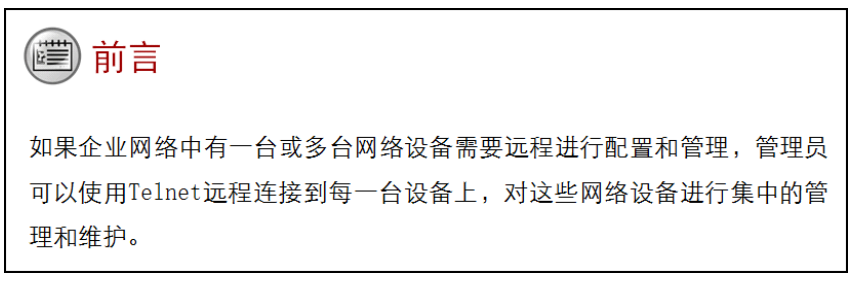 前言
如果企业网络中有一台或多台网络设备需要远程进行配置和管理，管理员
可以使用Telnet远程连接到每一台设备上，对这些网络设备进行集中的管
理和维护。